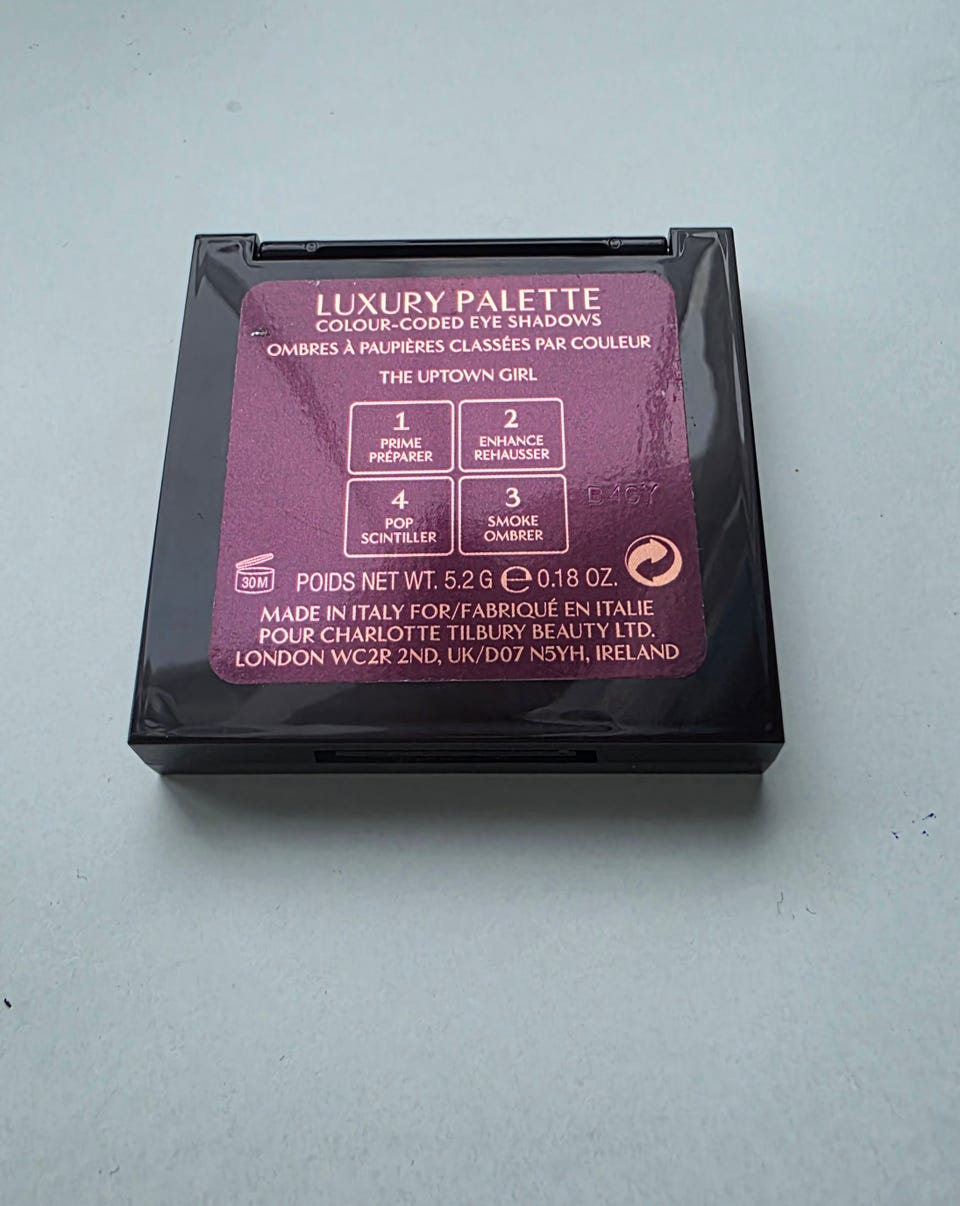 LUXURY PALETTE
COLOUR-CODED EYE SHADOWS
OMBRES À PAUPIÈRES CLASSÉES PAR COULEUR
THE UPTOWN GIRL
1
PRIME
PRÉPARER
2
ENHANCE
REHAUSSER
4
POP
SCINTILLER
3
SMOKE
OMBRER
30M
POIDS NET WT. 5.2 G ℮ 0.18 OZ.
MADE IN ITALY FOR/FABRIQUÉ EN ITALIE
POUR CHARLOTTE TILBURY BEAUTY LTD.
LONDON WC2R 2ND, UK/D07 N5YH, IRELAND